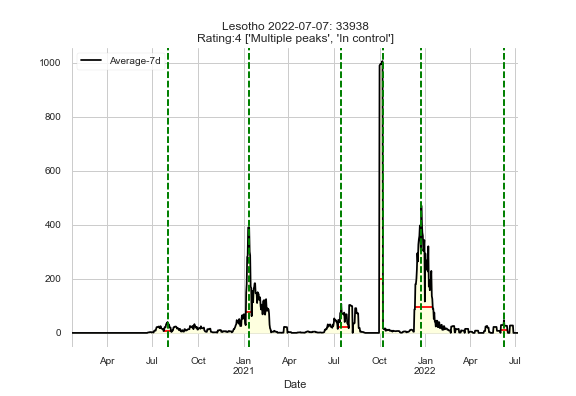 Lesotho 2022-07-07: 33938
Rating:4 ['Multiple peaks', 'In control']
Average-7d
1000
800
600
400
200
0
Apr Jul Oct Jan Apr Jul Oct Jan Apr Jul
2021 2022
Date